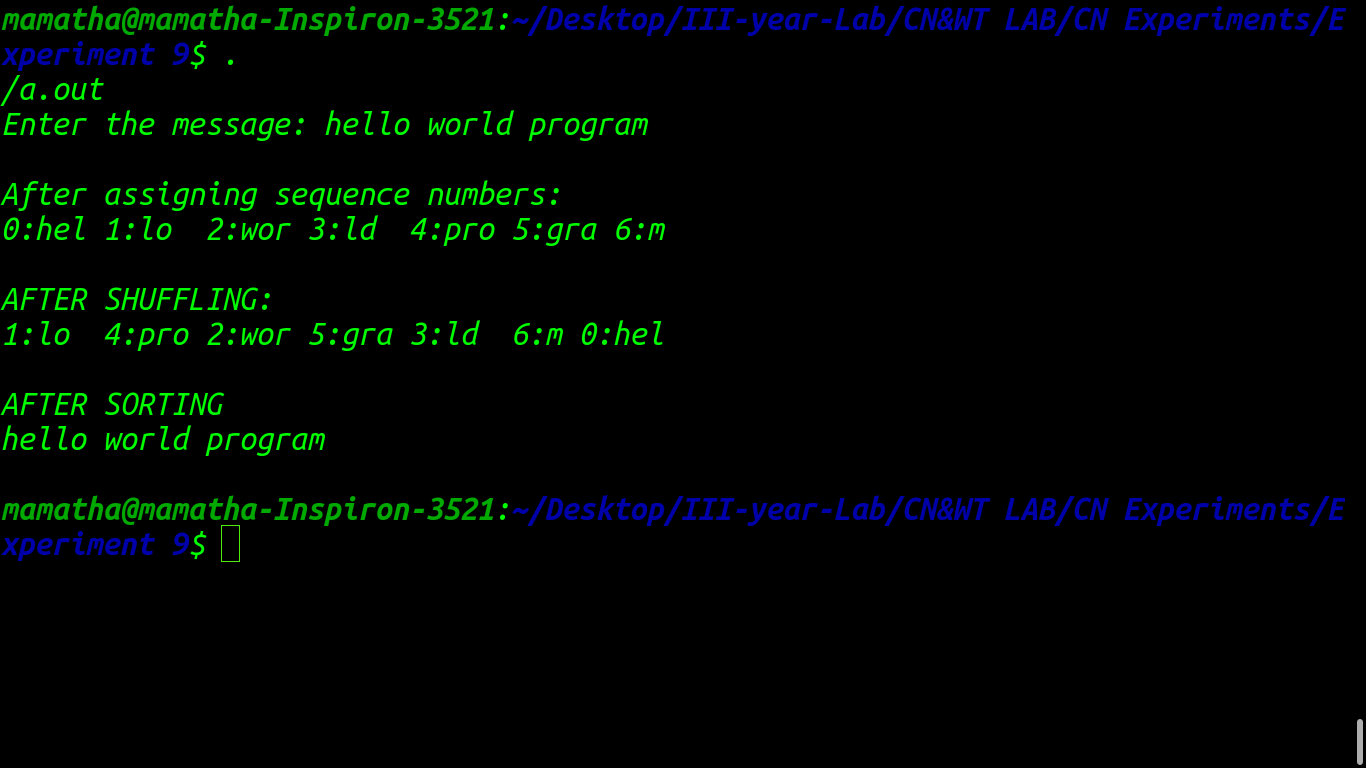 mamatha@mamatha-Inspiron-3521:~/Desktop/III-year-Lab/CN&WT LAB/CN Experiments/E
xperiment 9$ .
/a.out
Enter the message: hello world program
After assigning sequence numbers:
0:hel 1:lo  2:wor 3:ld  4:pro 5:gra 6:m
AFTER SHUFFLING:
1:lo  4:pro 2:wor 5:gra 3:ld  6:m 0:hel
AFTER SORTING
hello world program
mamatha@mamatha-Inspiron-3521:~/Desktop/III-year-Lab/CN&WT LAB/CN Experiments/E
xperiment 9$